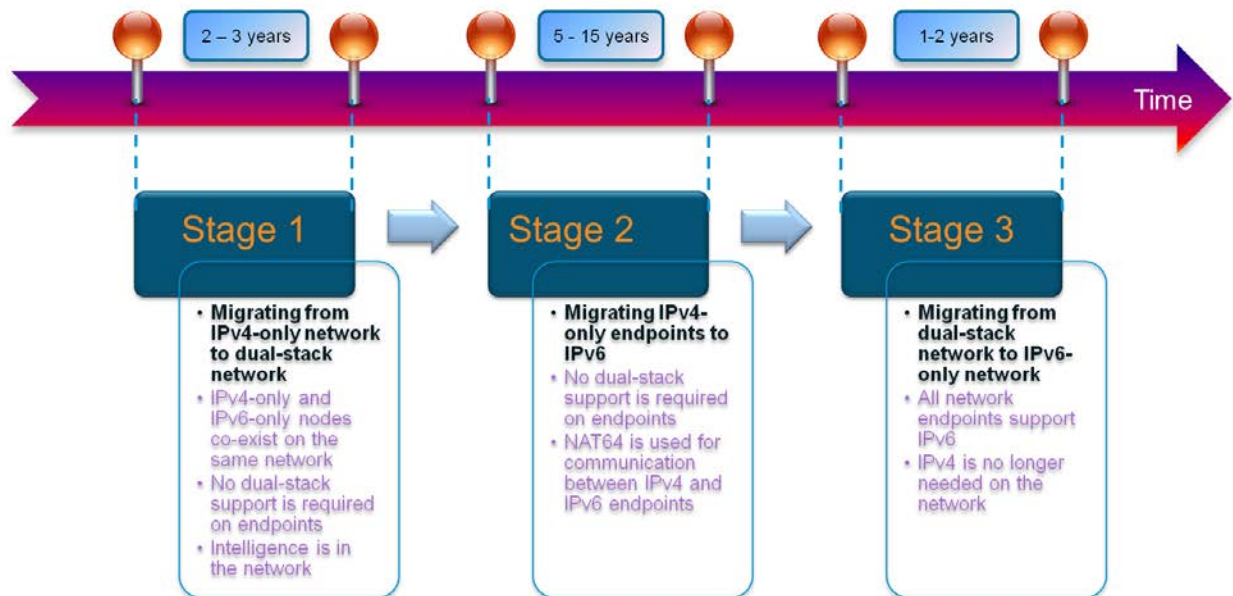 2 – 3 years
5 - 15 years
1-2 years
Time
Stage 1
Stage 2
Stage 3
• Migrating from
IPv4-only network
to dual-stack
network
• IPv4-only and
IPv6-only nodes
co-exist on the
same network
• No dual-stack
support is required
on endpoints
• Intelligence is in
the network
• Migrating IPv4-
only endpoints to
IPv6
• No dual-stack
support is required
on endpoints
• NAT64 is used for
communication
between IPv4 and
IPv6 endpoints
• Migrating from
dual-stack
network to IPv6-
only network
• All network
endpoints support
IPv6
• IPv4 is no longer
needed on the
network